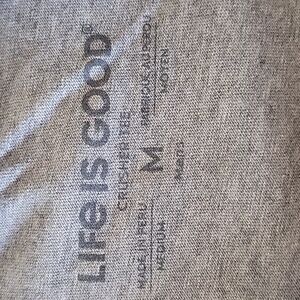 LIFE IS GOOD®
CRUSHER TEE
M
MADE IN PERU FABRIQUÉ AU PÉROU
MEDIUM MOYEN